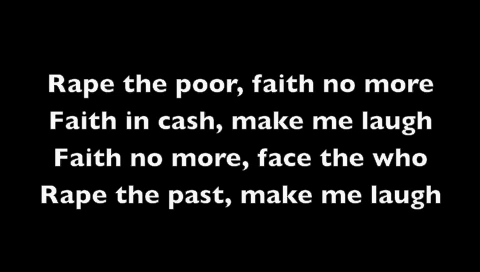 Rape the poor, faith no more
Faith in cash, make me laugh
Faith no more, face the who
Rape the past, make me laugh